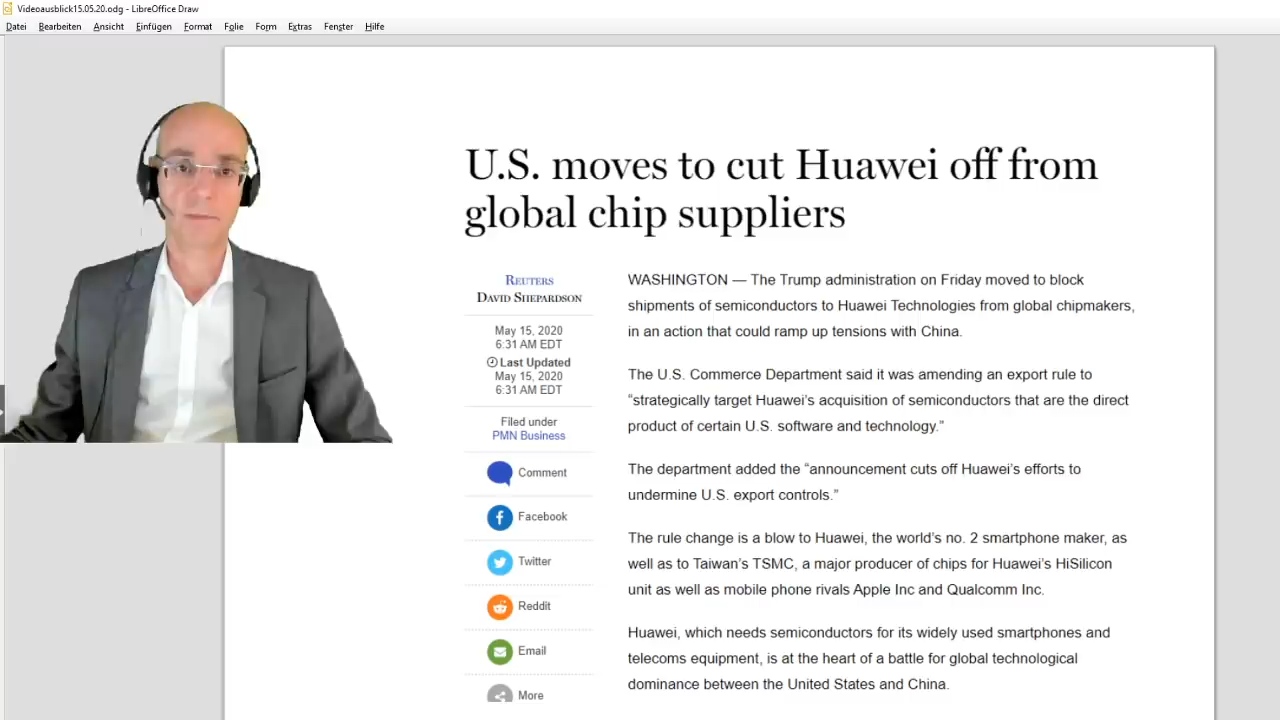 Videoausblick15.05.20.odg - LibreOffice Draw
Datei Bearbeiten Ansicht Einfügen Format Folie Form Extras Fenster Hilfe
U.S. moves to cut Huawei off from
global chip suppliers
REUTERS
DAVID SHEPARDSON
May 15, 2020
6:31 AM EDT
Last Updated
May 15, 2020
6:31 AM EDT
Filed under
PMN Business
Comment
Facebook
Twitter
Reddit
Email
More
WASHINGTON — The Trump administration on Friday moved to block
shipments of semiconductors to Huawei Technologies from global chipmakers,
in an action that could ramp up tensions with China.
The U.S. Commerce Department said it was amending an export rule to
“strategically target Huawei’s acquisition of semiconductors that are the direct
product of certain U.S. software and technology.”
The department added the “announcement cuts off Huawei’s efforts to
undermine U.S. export controls.”
The rule change is a blow to Huawei, the world’s no. 2 smartphone maker, as
well as to Taiwan’s TSMC, a major producer of chips for Huawei’s HiSilicon
unit as well as mobile phone rivals Apple Inc and Qualcomm Inc.
Huawei, which needs semiconductors for its widely used smartphones and
telecoms equipment, is at the heart of a battle for global technological
dominance between the United States and China.